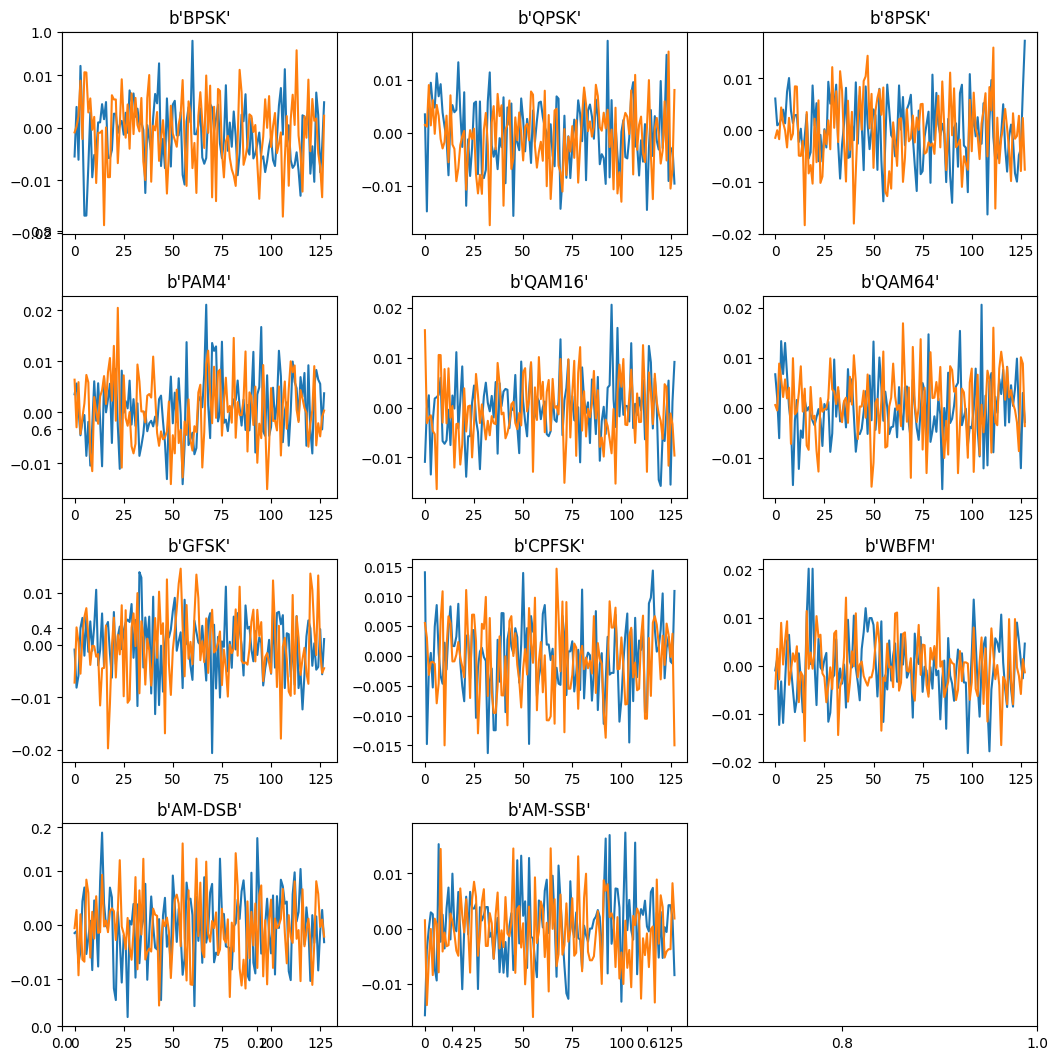 b'BPSK' b'QPSK' b'8PSK'
1.0
0.01 0.01 0.01
0.00 0.00 0.00
−0.01 −0.01 −0.01
−0.02 −0.02
0 25 50 75 100 125 0 25 50 75 100 125 0 25 50 75 100 125
b'PAM4' b'QAM16' b'QAM64'
0.02 0.02 0.02
0.01 0.01 0.01
0.00 0.00 0.00
0.6
−0.01 −0.01 −0.01
0 25 50 75 100 125 0 25 50 75 100 125 0 25 50 75 100 125
b'GFSK' b'CPFSK' b'WBFM'
0.015
0.02
0.01 0.010
0.01
0.4 0.005
0.00 0.000 0.00
−0.005
−0.01 −0.010 −0.01
−0.02 −0.015
−0.02
0 25 50 75 100 125 0 25 50 75 100 125 0 25 50 75 100 125
b'AM-DSB' b'AM-SSB'
0.2
0.01 0.01
0.00 0.00
−0.01 −0.01
0.0
0.0 25 50 75 100 125 0 0.4 25 50 75 100 0.6 125 0.8 1.0